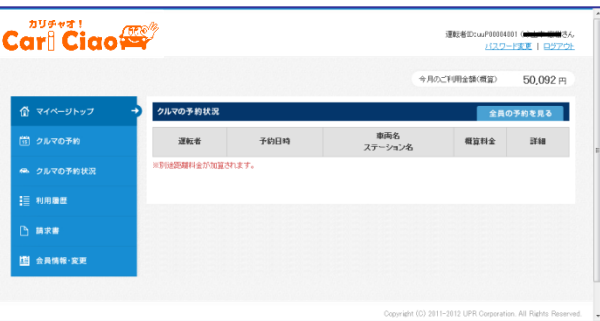 カリチャオ!
Cari Ciao
運転者ID:uuP00004001
さん
パスワード変更 | ログアウト
今月のご利用金額(概算) 50,092 円
マイページトップ
クルマの予約
クルマの予約状況
利用履歴
請求書
会員情報・変更
クルマの予約状況 全員の予約を見る
運転者 予約日時 車両名 概算料金 詳細
ステーション名
※別途距離料金が加算されます。
Copyright (C) 2011-2012 UPR Corporation. All Rights Reserved.